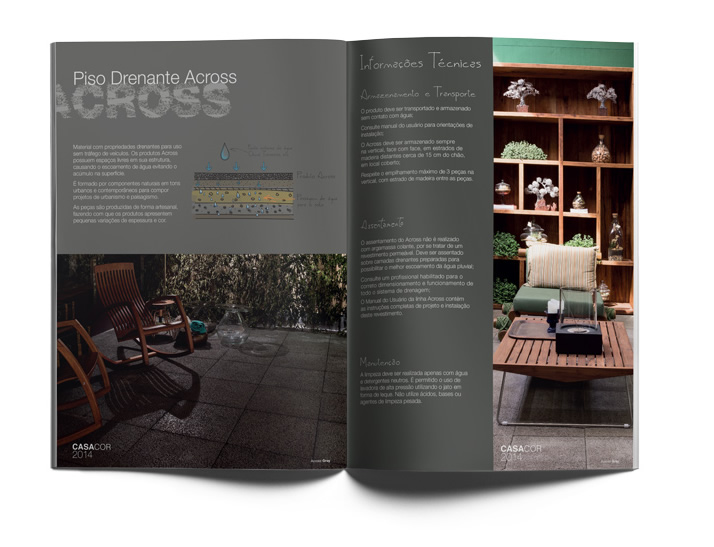 Piso Drenante Across
ACROSS
Material com propriedades drenantes para uso
sem tráfego de veículos. Os produtos Across
possuem espaços livres em sua estrutura,
causando o escoamento de água evitando o
acúmulo na superfície.
É formado por componentes naturais em tons
urbanos e contemporâneos para compor
projetos de urbanismo e paisagismo.
As peças são produzidas de forma artesanal,
fazendo com que os produtos apresentem
pequenas variações de espessura e cor.
CASACOR
2014
Across Gray
Informações Técnicas
Armazenamento e Transporte
O produto deve ser transportado e armazenado
sem contato com água.
Consulte manual do usuário para orientações de
instalação;
O Across deve ser armazenado sempre
na vertical, face com face, em estrados de
madeira distantes cerca de 15 cm do chão,
em local coberto;
Respeite o empilhamento máximo de 3 peças na
vertical, com estrado de madeira entre as peças.
Assentamento
O assentamento do Across não é realizado
com argamassa colante, por se tratar de um
revestimento permeável. Deve ser assentado
sobre camadas drenantes preparadas para
possibilitar o melhor escoamento da água pluvial;
Consulte um profissional habilitado para o
correto dimensionamento e funcionamento de
todo o sistema de drenagem;
O Manual do Usuário da linha Across contém
as instruções completas de projeto e instalação
deste revestimento.
Manutenção
A limpeza deve ser realizada apenas com água
e detergentes neutros. É permitido o uso de
lavadora de alta pressão utilizando o jato em
forma de leque. Não utilize ácidos, bases ou
agentes de limpeza pesada.
CASACOR
2014
Across Gray